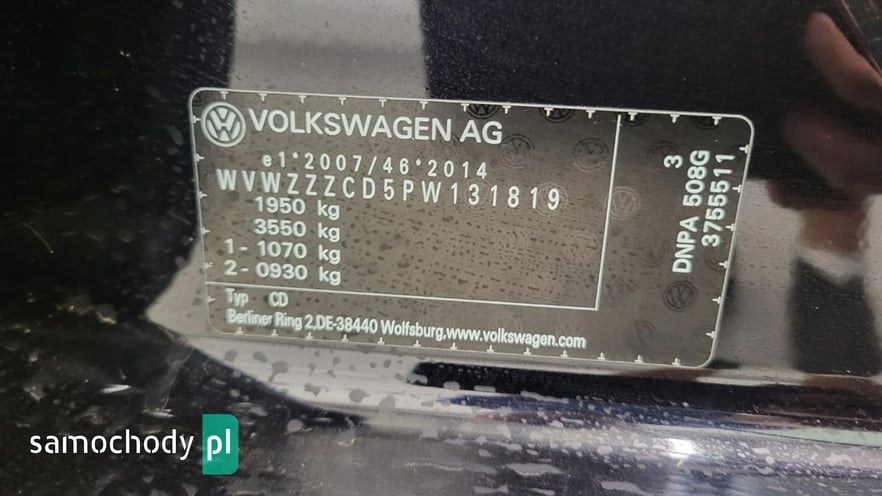 VOLKSWAGEN AG
e1*2007/46*2014
WVWZZZCD5PW131819
1950 kg
3550 kg
1 - 1070 kg
2 - 0930 kg
Typ CD
Berliner Ring 2,DE-38440 Wolfsburg,www.volkswagen.com
3
DNPA 508G
3755511
samochody pl